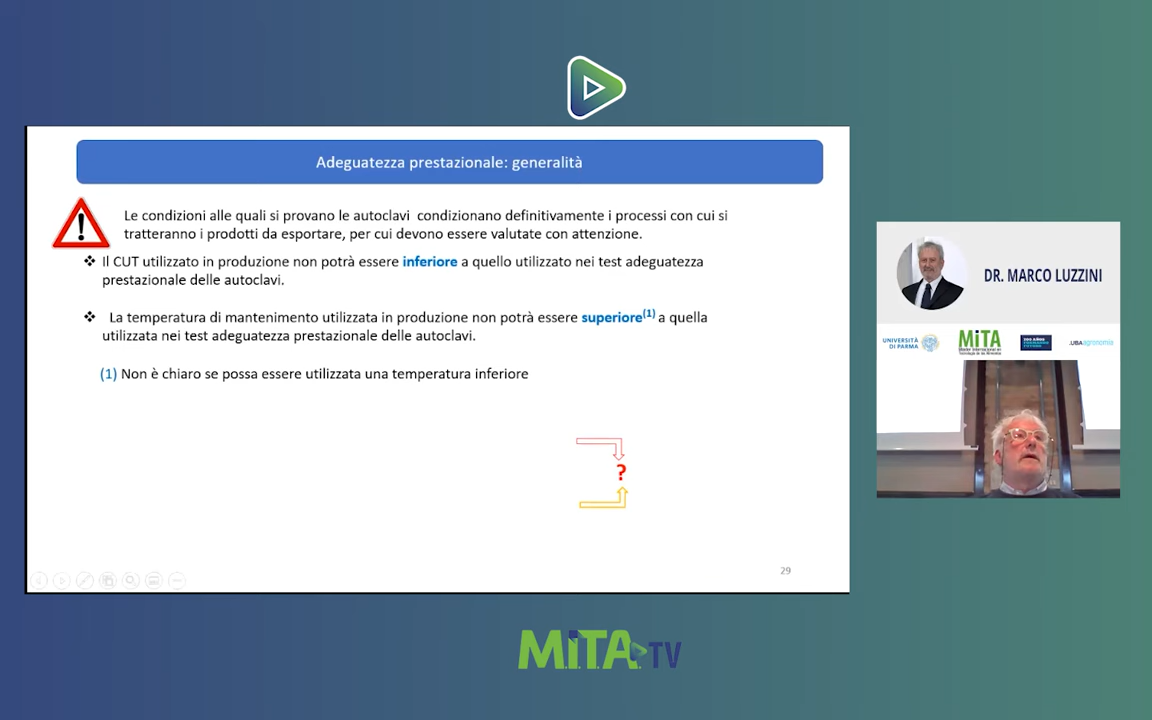 Adeguatezza prestazionale: generalità
Le condizioni alle quali si provano le autoclavi condizionano definitivamente i processi con cui si
tratteranno i prodotti da esportare, per cui devono essere valutate con attenzione.
❖ Il CUT utilizzato in produzione non potrà essere inferiore a quello utilizzato nei test adeguatezza
prestazionale delle autoclavi.
❖ La temperatura di mantenimento utilizzata in produzione non potrà essere superiore(1) a quella
utilizzata nei test adeguatezza prestazionale delle autoclavi.
(1) Non è chiaro se possa essere utilizzata una temperatura inferiore
?
29
DR. MARCO LUZZINI
UNIVERSITÀ
DI PARMA
MiTA
.UBAagronomia
M.i.T.A. TV